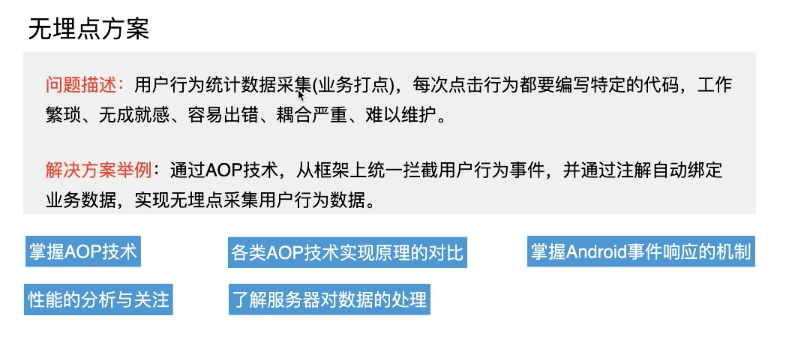 无埋点方案
问题描述：用户行为统计数据采集(业务打点)，每次点击行为都要编写特定的代码，工作
繁琐、无成就感、容易出错、耦合严重、难以维护。
解决方案举例：通过AOP技术，从框架上统一拦截用户行为事件，并通过注解自动绑定
业务数据，实现无埋点采集用户行为数据。
掌握AOP技术
各类AOP技术实现原理的对比
掌握Android事件响应的机制
性能的分析与关注
了解服务器对数据的处理